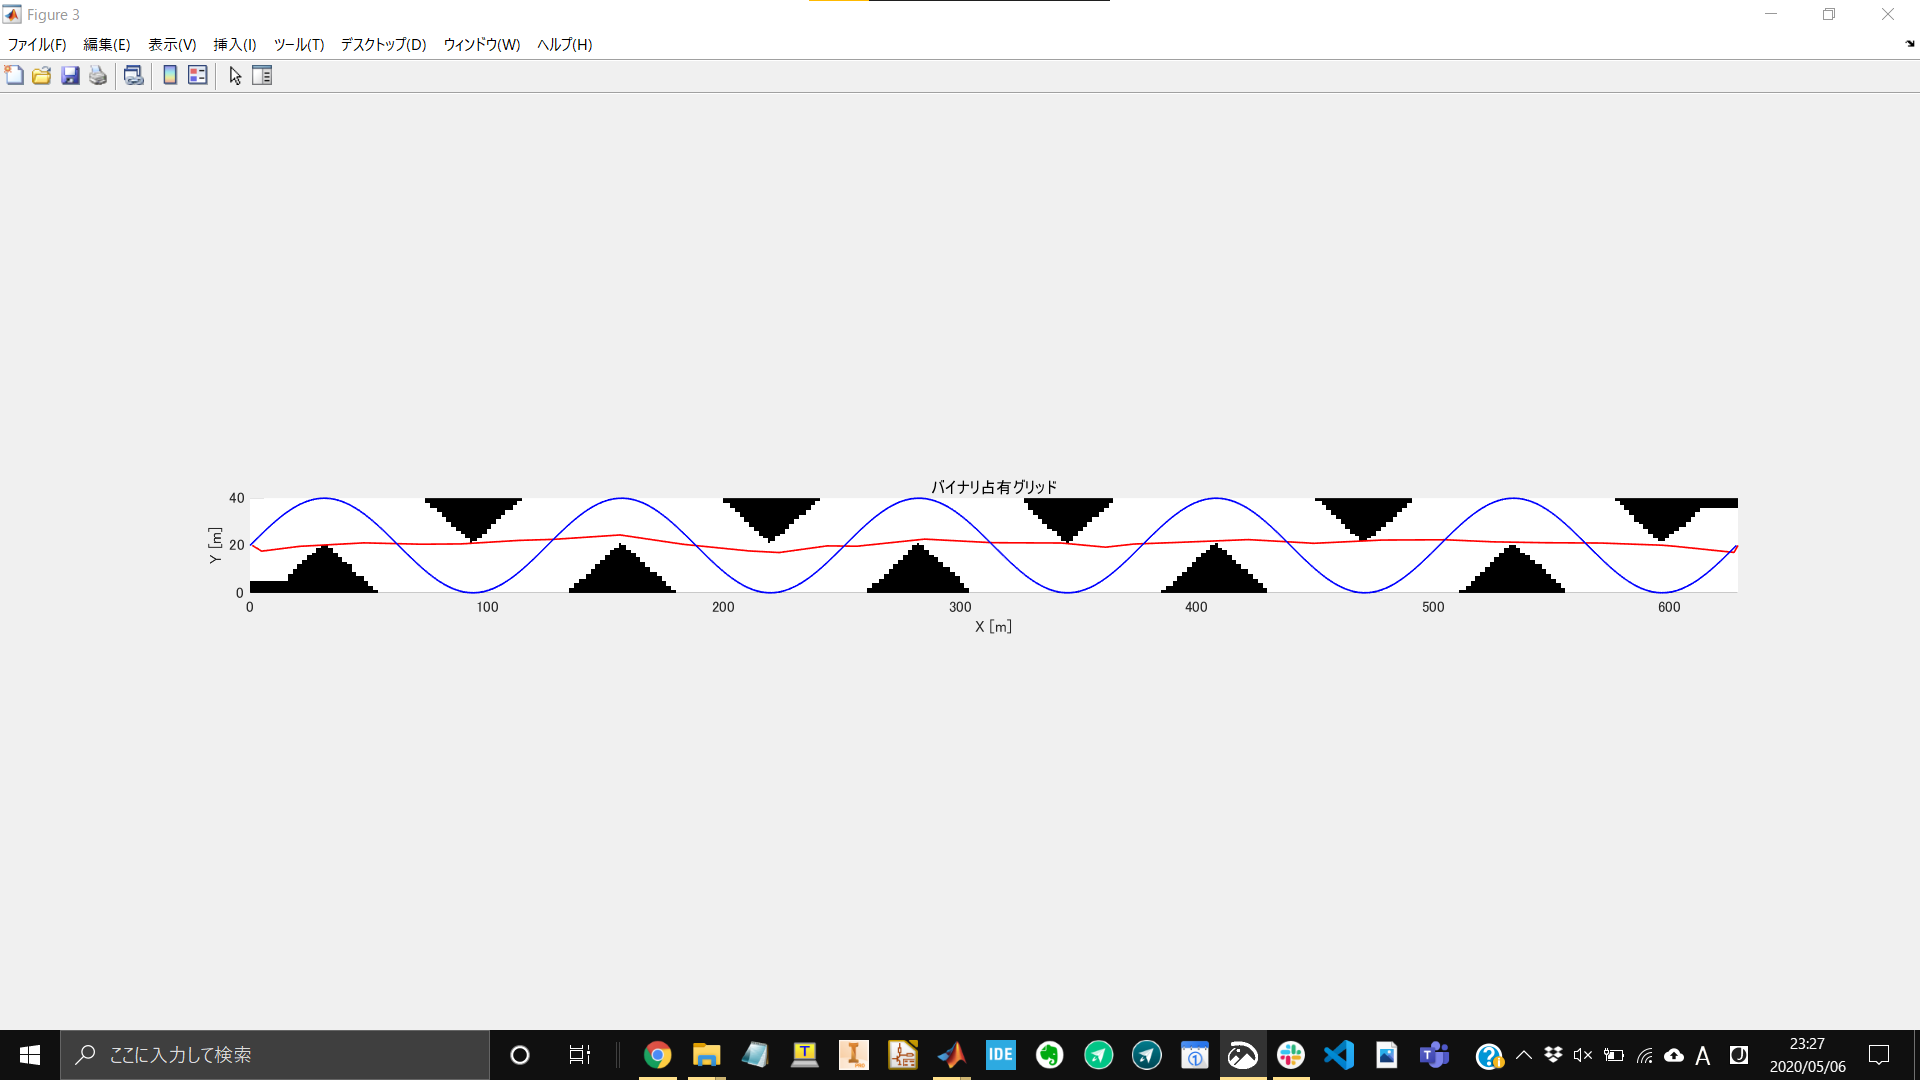 Figure 3
ファイル(F) 編集(E) 表示(V) 挿入(I) ツール(T) デスクトップ(D) ウィンドウ(W) ヘルプ(H)
バイナリ占有グリッド
40
20
0
Y [m]
0 100 200 300 400 500 600
X [m]
ここに入力して検索
T
I
PRO
IDE
1
T
A
J
23:27
2020/05/06